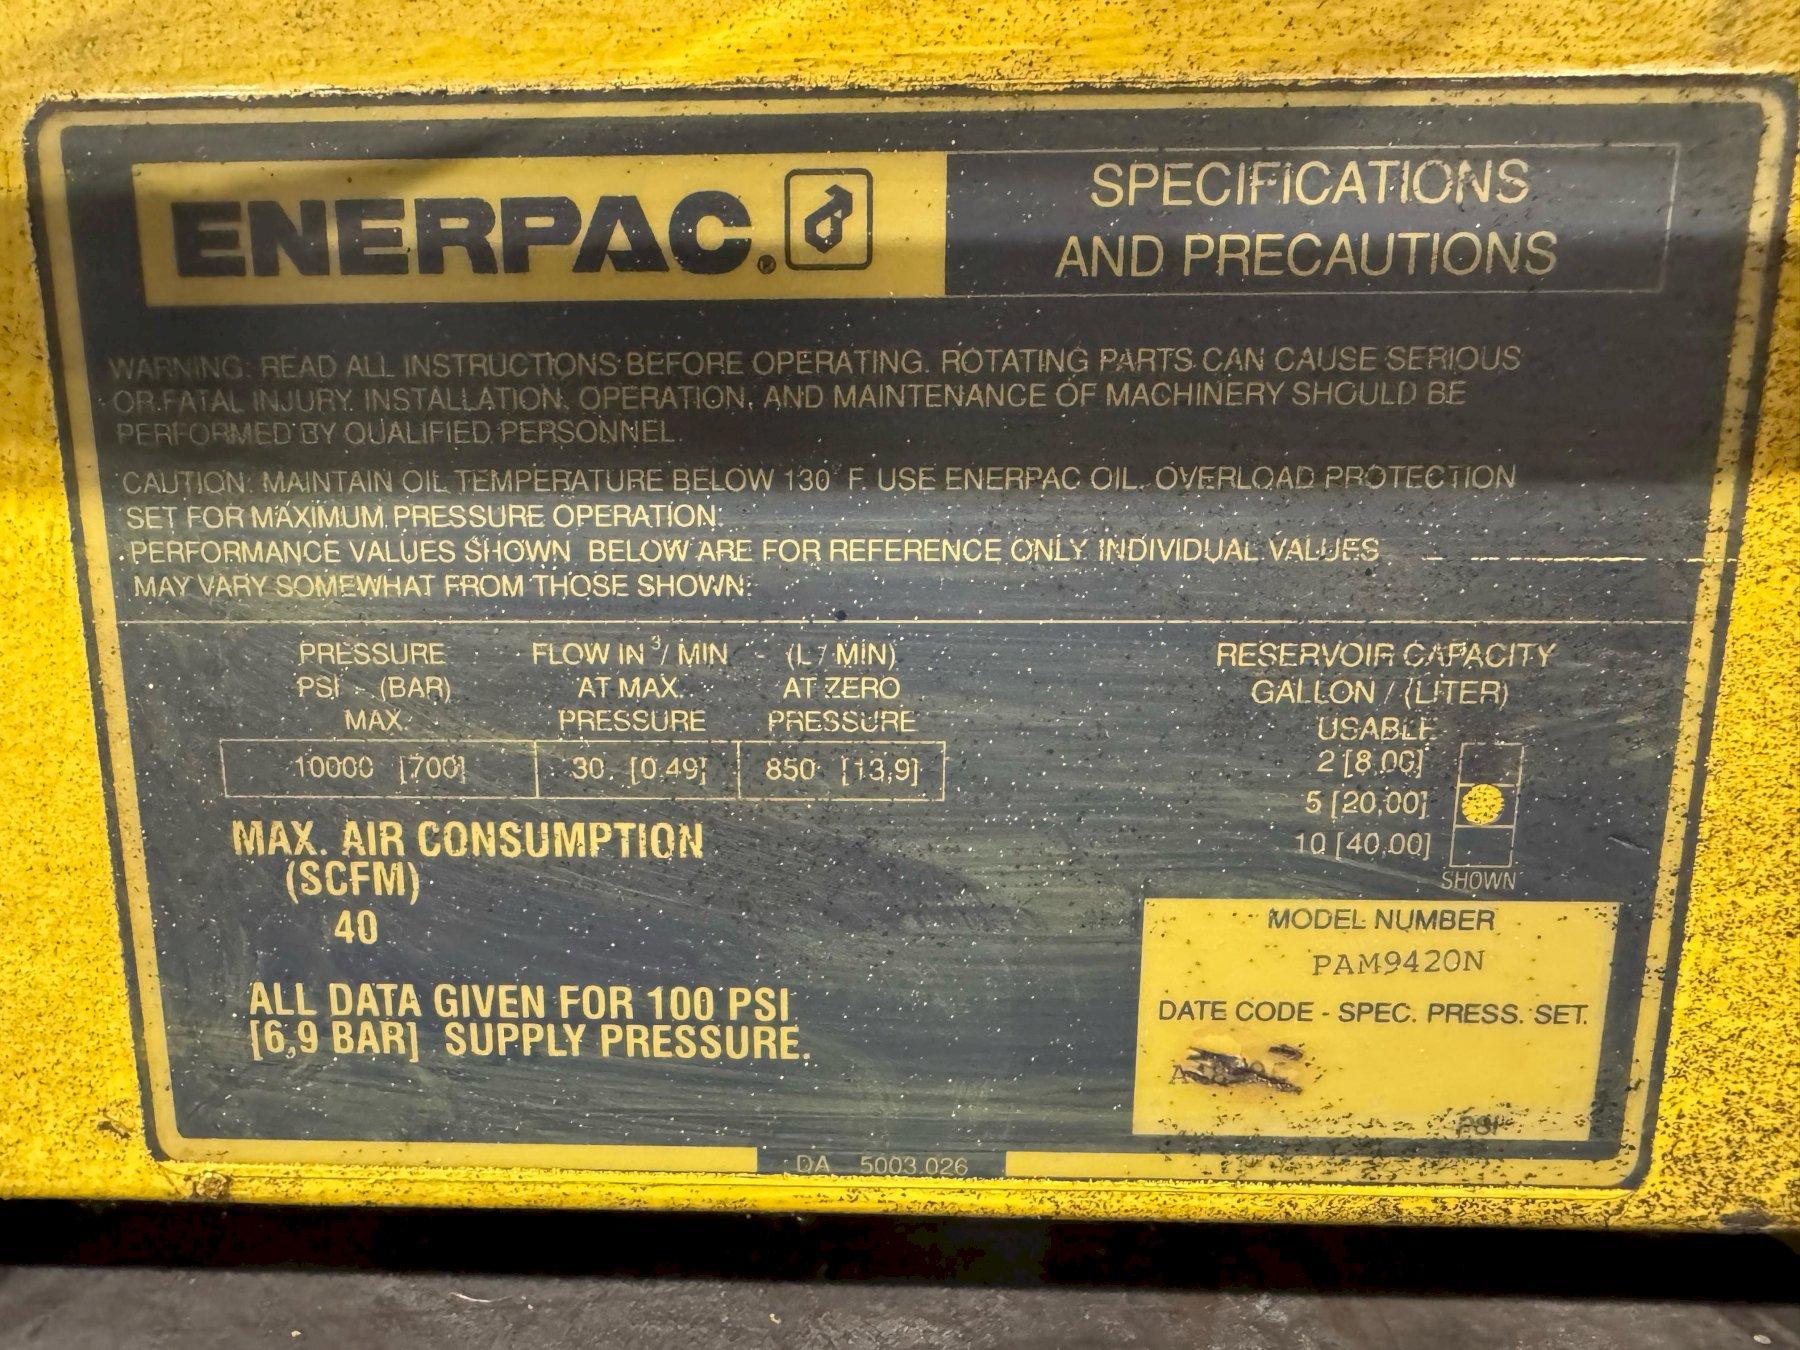 ENERPAC®
SPECIFICATIONS
AND PRECAUTIONS
WARNING: READ ALL INSTRUCTIONS BEFORE OPERATING. ROTATING PARTS CAN CAUSE SERIOUS
OR FATAL INJURY. INSTALLATION, OPERATION, AND MAINTENANCE OF MACHINERY SHOULD BE
PERFORMED BY QUALIFIED PERSONNEL.
CAUTION: MAINTAIN OIL TEMPERATURE BELOW 130° F. USE ENERPAC OIL. OVERLOAD PROTECTION
SET FOR MAXIMUM PRESSURE OPERATION.
PERFORMANCE VALUES SHOWN BELOW ARE FOR REFERENCE ONLY INDIVIDUAL VALUES
MAY VARY SOMEWHAT FROM THOSE SHOWN.
PRESSURE FLOW IN³/ MIN - (L / MIN)
PSI - (BAR) AT MAX. AT ZERO
MAX. PRESSURE PRESSURE
10000 [700] 30. [0.49] 850 [13,9]
RESERVOIR CAPACITY
GALLON / (LITER)
USABLE
2 [8,00]
5 [20,00]
10 [40,00]
SHOWN
MAX. AIR CONSUMPTION
(SCFM)
40
ALL DATA GIVEN FOR 100 PSI
[6,9 BAR] SUPPLY PRESSURE.
MODEL NUMBER
PAM9420N
DATE CODE - SPEC. PRESS. SET.
PSI
DA 5003.026